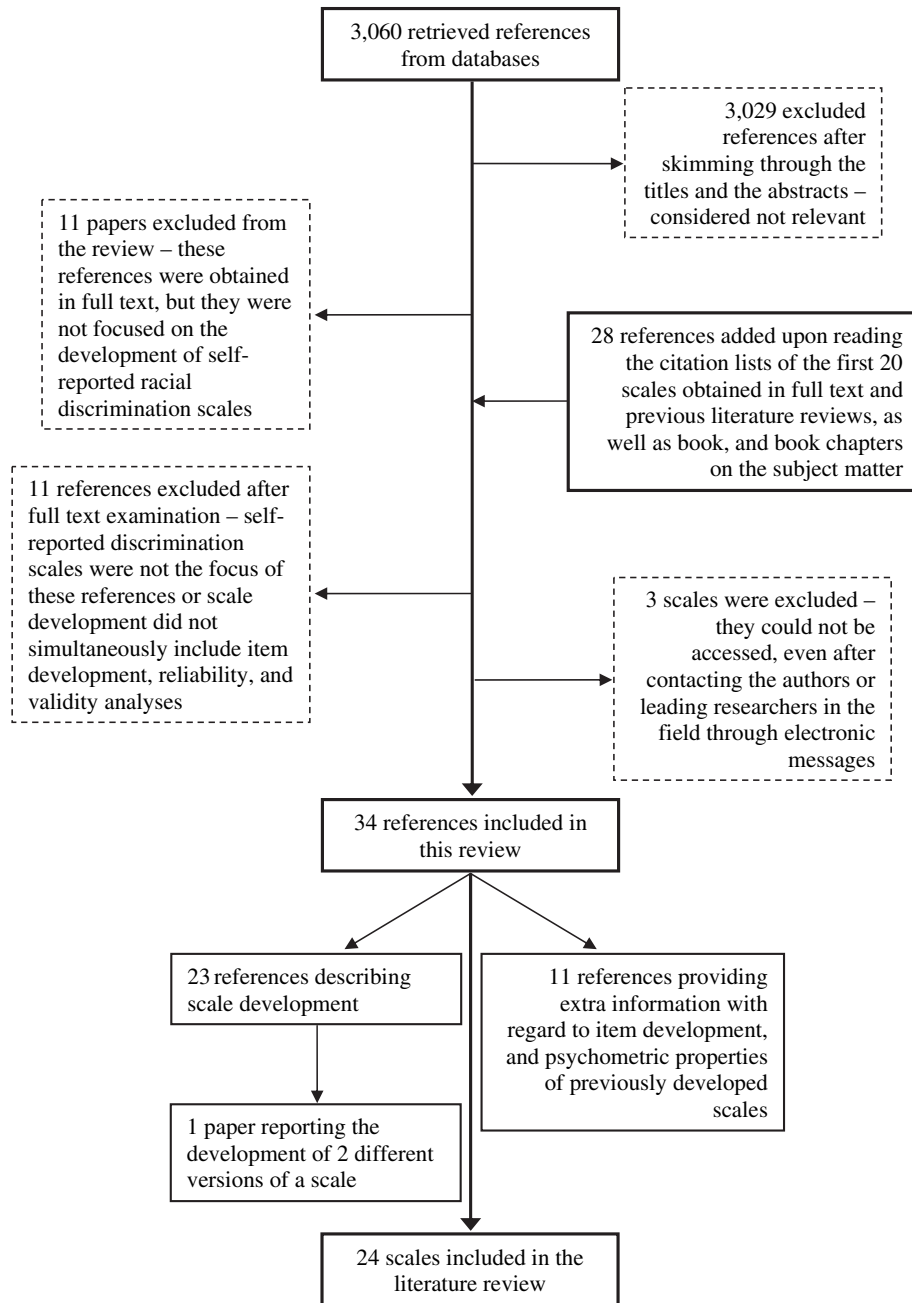 3,060 retrieved references
from databases
3,029 excluded
references after
skimming through the
titles and the abstracts –
considered not relevant
11 papers excluded from
the review – these
references were obtained
in full text, but they were
not focused on the
development of self-
reported racial
discrimination scales
28 references added upon reading
the citation lists of the first 20
scales obtained in full text and
previous literature reviews, as
well as book, and book chapters
on the subject matter
11 references excluded after
full text examination – self-
reported discrimination
scales were not the focus of
these references or scale
development did not
simultaneously include item
development, reliability, and
validity analyses
3 scales were excluded –
they could not be
accessed, even after
contacting the authors or
leading researchers in the
field through electronic
messages
34 references included in
this review
23 references describing
scale development
11 references providing
extra information with
regard to item development,
and psychometric properties
of previously developed
scales
1 paper reporting the
development of 2 different
versions of a scale
24 scales included in the
literature review